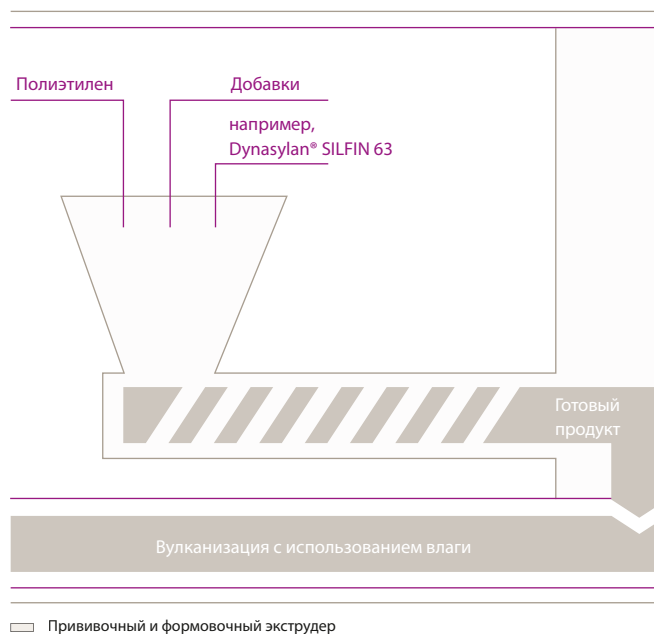 Полиэтилен
Добавки
например,
Dynasylan® SILFIN 63
Готовый
продукт
Вулканизация с использованием влаги
Прививочный и формовочный экструдер